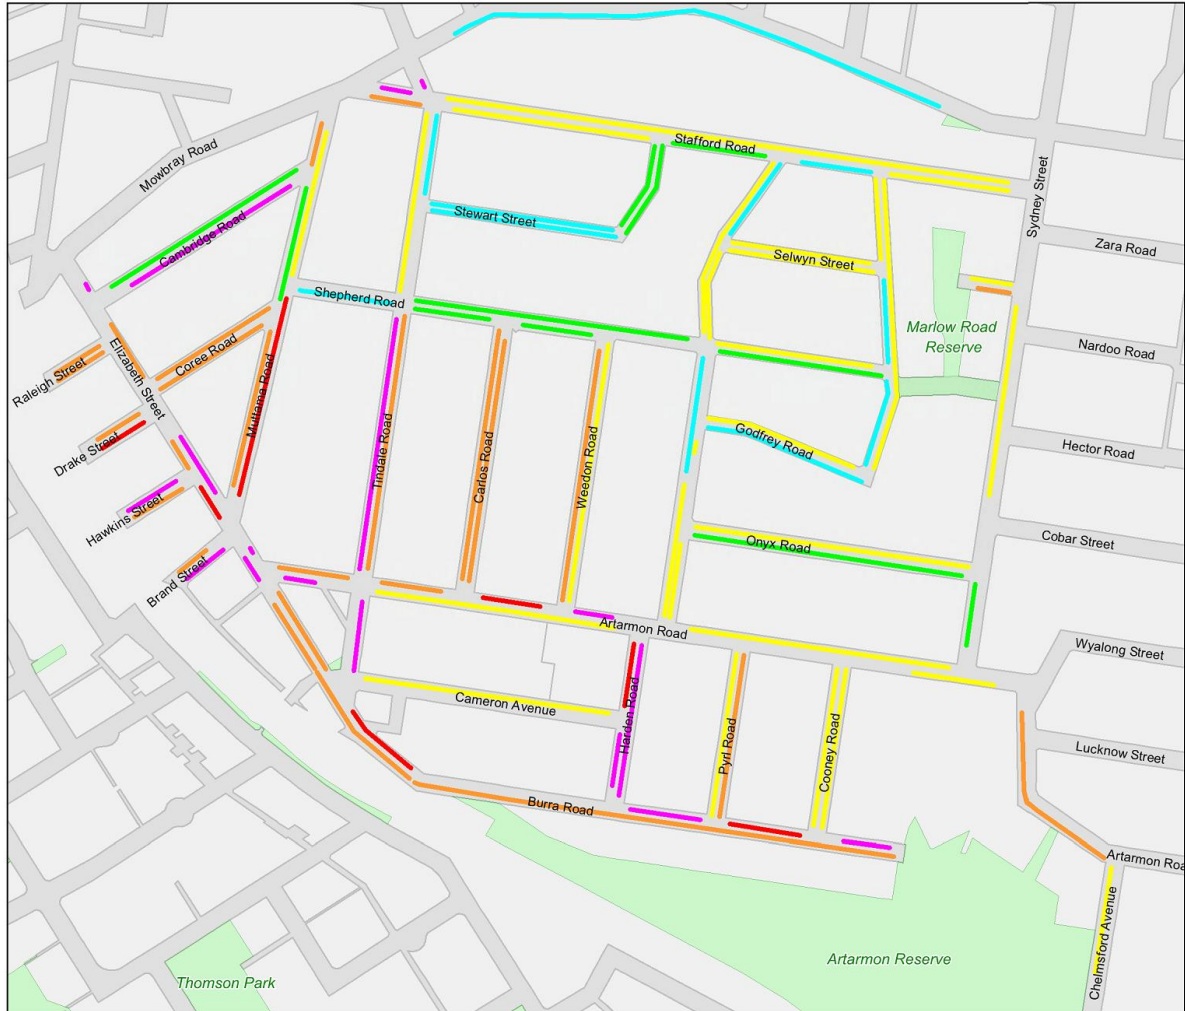 Stafford Road
Mowbray Road
Sydney Street
Stewart Street
Cambridge Road
Zara Road
Selwyn Street
Shepherd Road
Marlow Road
Reserve
Nardoo Road
Coree Road
Elizabeth Street
Raleigh Street
Muttama Road
Drake Street
Tindale Road
Carlos Road
Weedon Road
Godfrey Road
Hector Road
Hawkins Street
Onyx Road
Cobar Street
Brand Street
Artarmon Road
Wyalong Street
Cameron Avenue
Harden Road
Pyrl Road
Cooney Road
Lucknow Street
Burra Road
Artarmon Roa
Chelmsford Avenue
Artarmon Reserve
Thomson Park